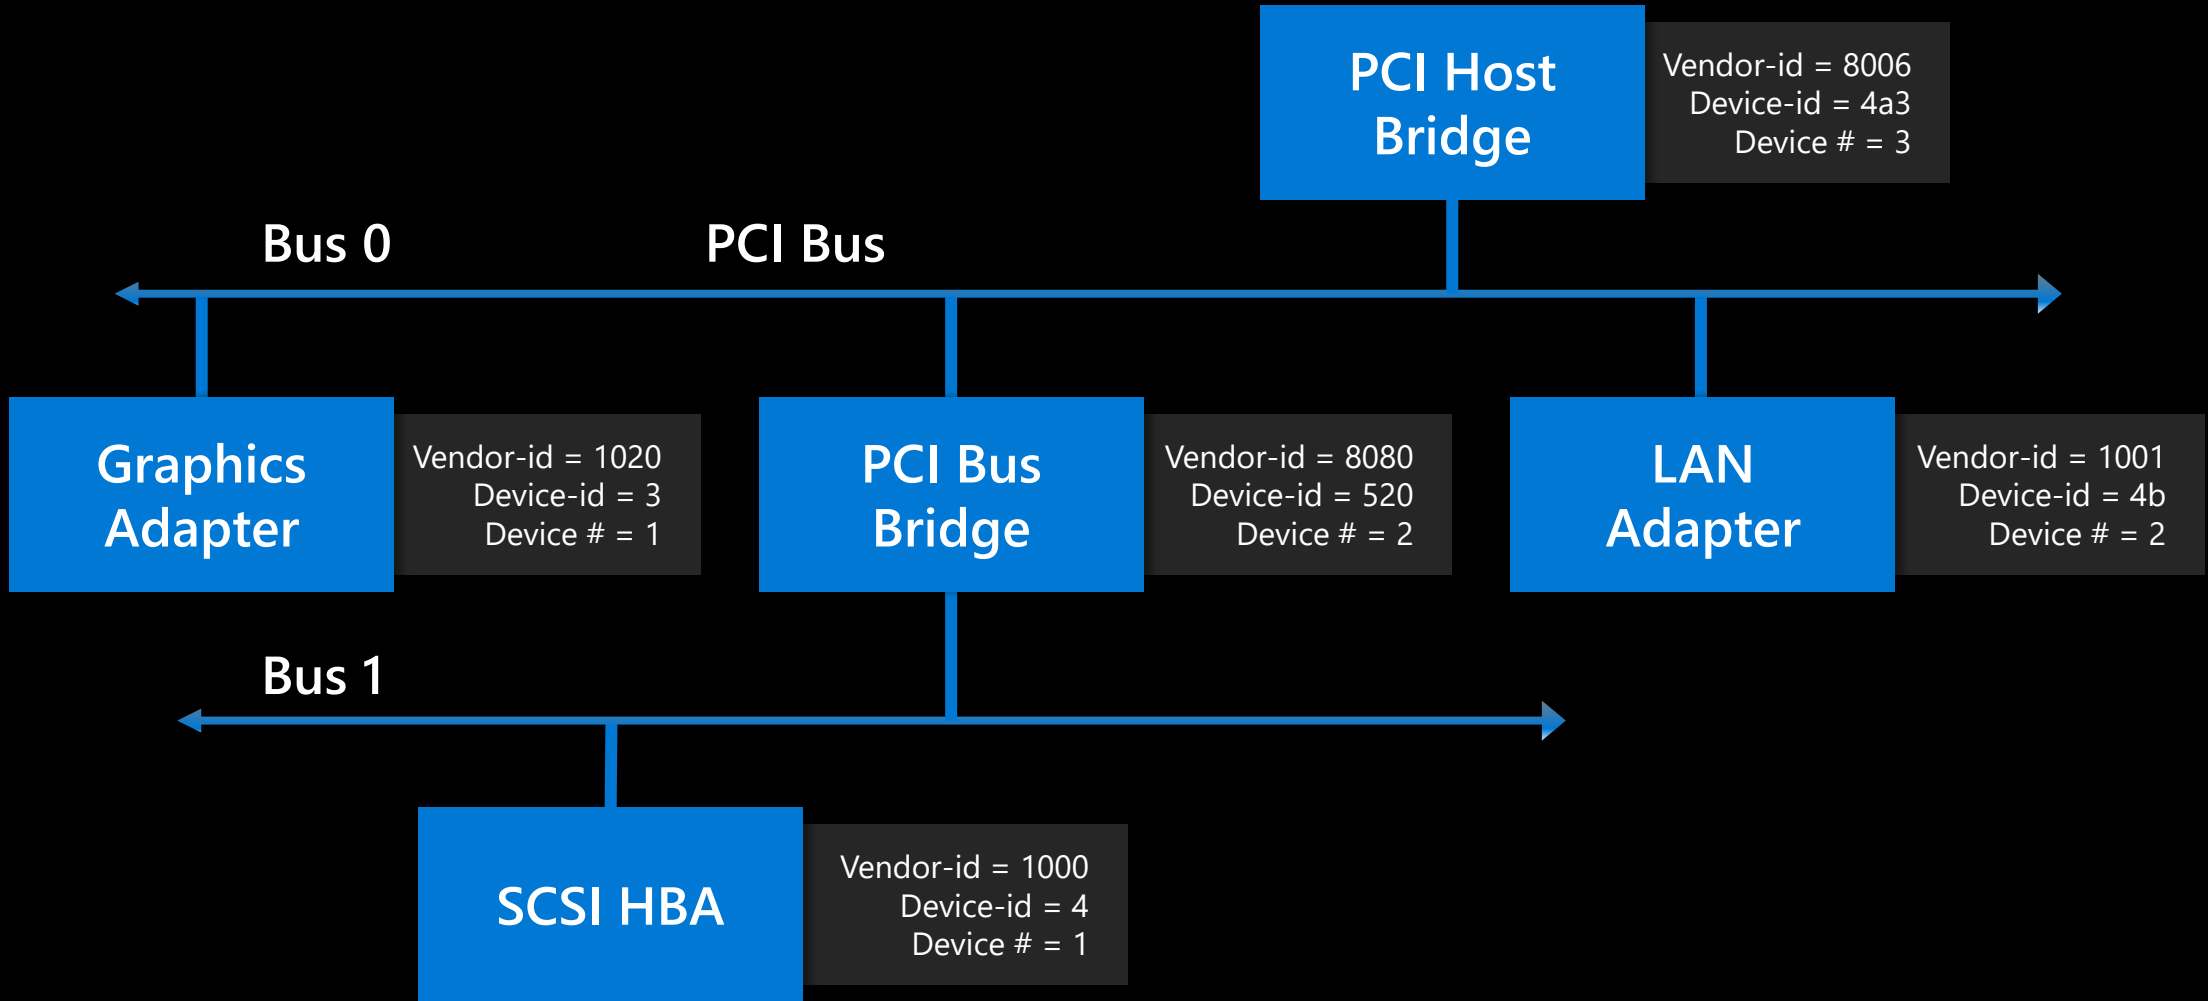 PCI Host
Bridge
Vendor-id = 8006
Device-id = 4a3
Device # = 3
Bus 0
PCI Bus
Graphics
Adapter
Vendor-id = 1020
Device-id = 3
Device # = 1
PCI Bus
Bridge
Vendor-id = 8080
Device-id = 520
Device # = 2
LAN
Adapter
Vendor-id = 1001
Device-id = 4b
Device # = 2
Bus 1
SCSI HBA
Vendor-id = 1000
Device-id = 4
Device # = 1